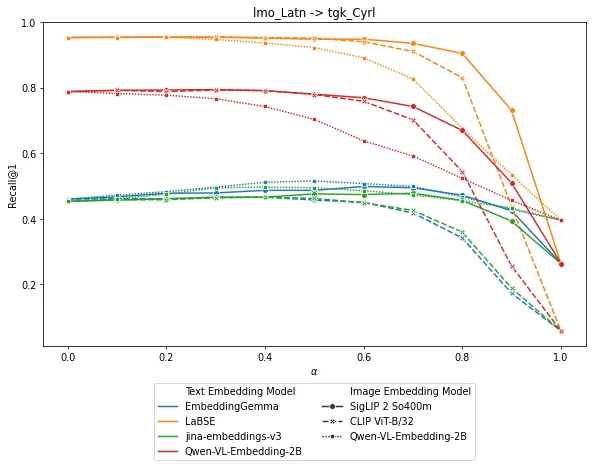 lmo_Latn -> tgk_Cyrl
1.0
0.8
0.6
0.4
0.2
Recall@1
0.0 0.2 0.4 0.6 0.8 1.0
α
Text Embedding Model Image Embedding Model
EmbeddingGemma SigLIP 2 So400m
LaBSE CLIP ViT-B/32
jina-embeddings-v3 Qwen-VL-Embedding-2B
Qwen-VL-Embedding-2B